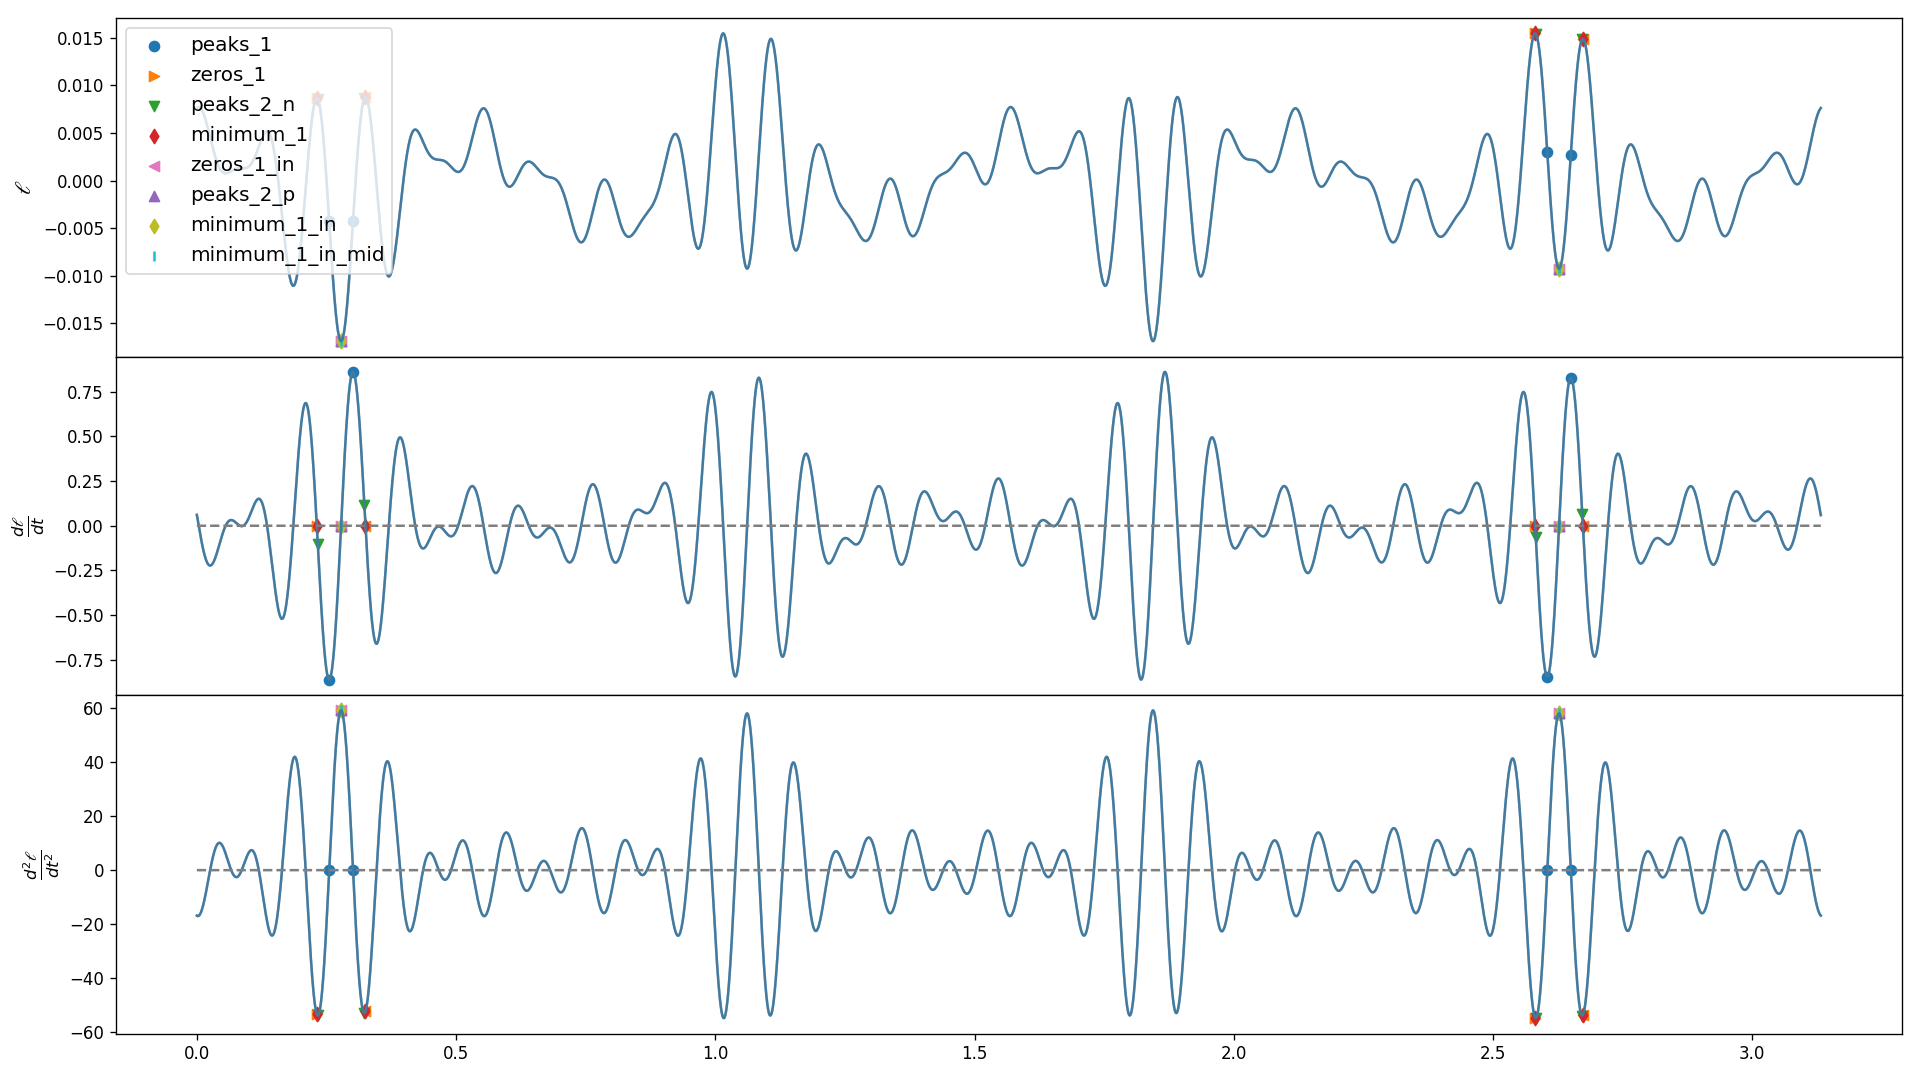 0.015
0.010
0.005
0.000
−0.005
−0.010
−0.015
ℓ
peaks_1
zeros_1
peaks_2_n
minimum_1
zeros_1_in
peaks_2_p
minimum_1_in
minimum_1_in_mid
0.75
0.50
0.25
0.00
−0.25
−0.50
−0.75
dℓ
dt
60
40
20
0
−20
−40
−60
d²ℓ
dt²
0.0 0.5 1.0 1.5 2.0 2.5 3.0